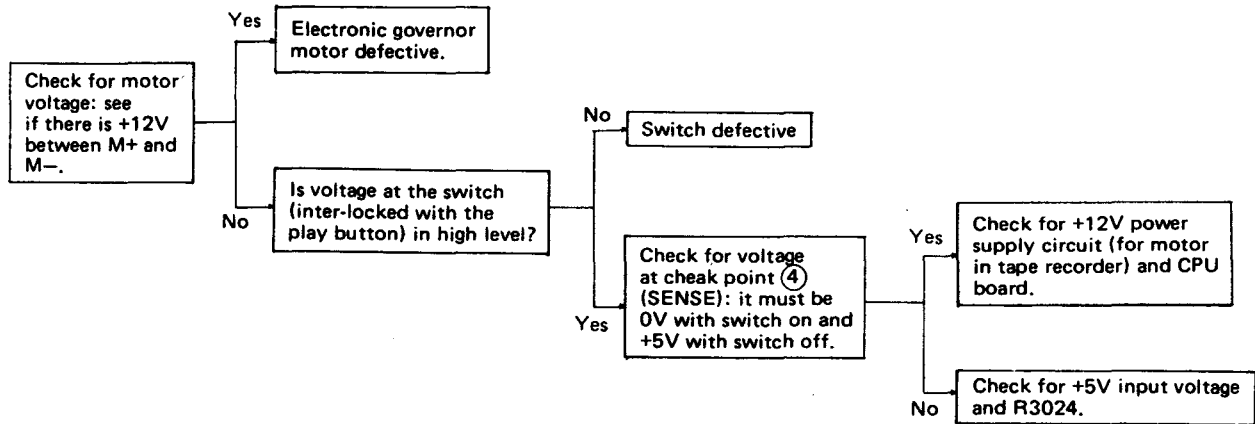 Check for motor
voltage: see
if there is +12V
between M+ and
M−.
Yes
Electronic governor
motor defective.
No
Is voltage at the switch
(inter-locked with the
play button) in high level?
No
Switch defective
Yes
Check for voltage
at cheak point ④
(SENSE): it must be
0V with switch on and
+5V with switch off.
Yes
Check for +12V power
supply circuit (for motor
in tape recorder) and CPU
board.
No
Check for +5V input voltage
and R3024.